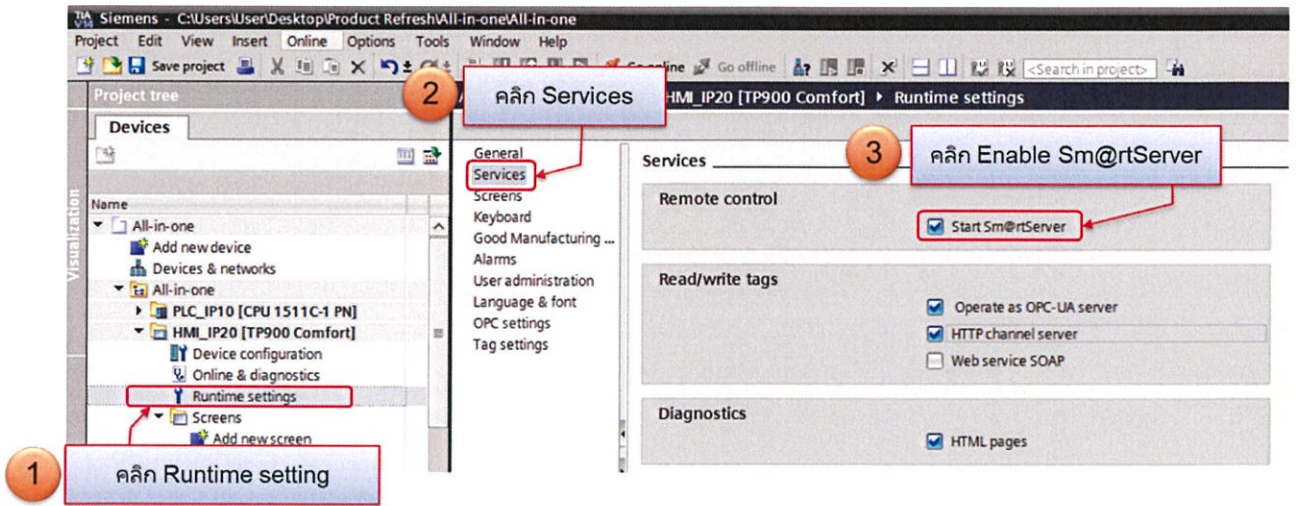 TIA V14 Siemens - C:\Users\User\Desktop\Product Refresh\All-in-one\All-in-one
Project Edit View Insert Online Options Tools Window Help
Save project
Go online Go offline <Search in project>
Project tree
2 คลิก Services
HMI_IP20 [TP900 Comfort] ▸ Runtime settings
Devices
Visualization
Name
All-in-one
Add new device
Devices & networks
All-in-one
PLC_IP10 [CPU 1511C-1 PN]
HMI_IP20 [TP900 Comfort]
Device configuration
Online & diagnostics
Runtime settings
Screens
Add new screen
1 คลิก Runtime setting
General
Services
Screens
Keyboard
Good Manufacturing ...
Alarms
User administration
Language & font
OPC settings
Tag settings
3 คลิก Enable Sm@rtServer
Services
Remote control
Start Sm@rtServer
Read/write tags
Operate as OPC-UA server
HTTP channel server
Web service SOAP
Diagnostics
HTML pages